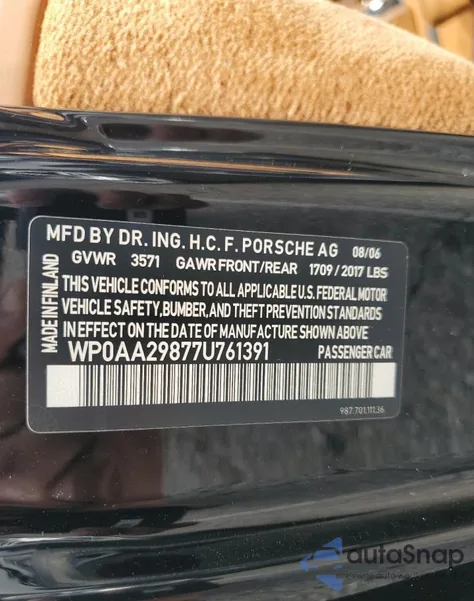 MFD BY DR. ING. H.C. F. PORSCHE AG 08/06
GVWR 3571 GAWR FRONT/REAR 1709 / 2017 LBS
THIS VEHICLE CONFORMS TO ALL APPLICABLE U.S. FEDERAL MOTOR
VEHICLE SAFETY, BUMPER, AND THEFT PREVENTION STANDARDS
IN EFFECT ON THE DATE OF MANUFACTURE SHOWN ABOVE.
WP0AA29877U761391 PASSENGER CAR
MADE IN FINLAND
987.701.111.36
autaSnap